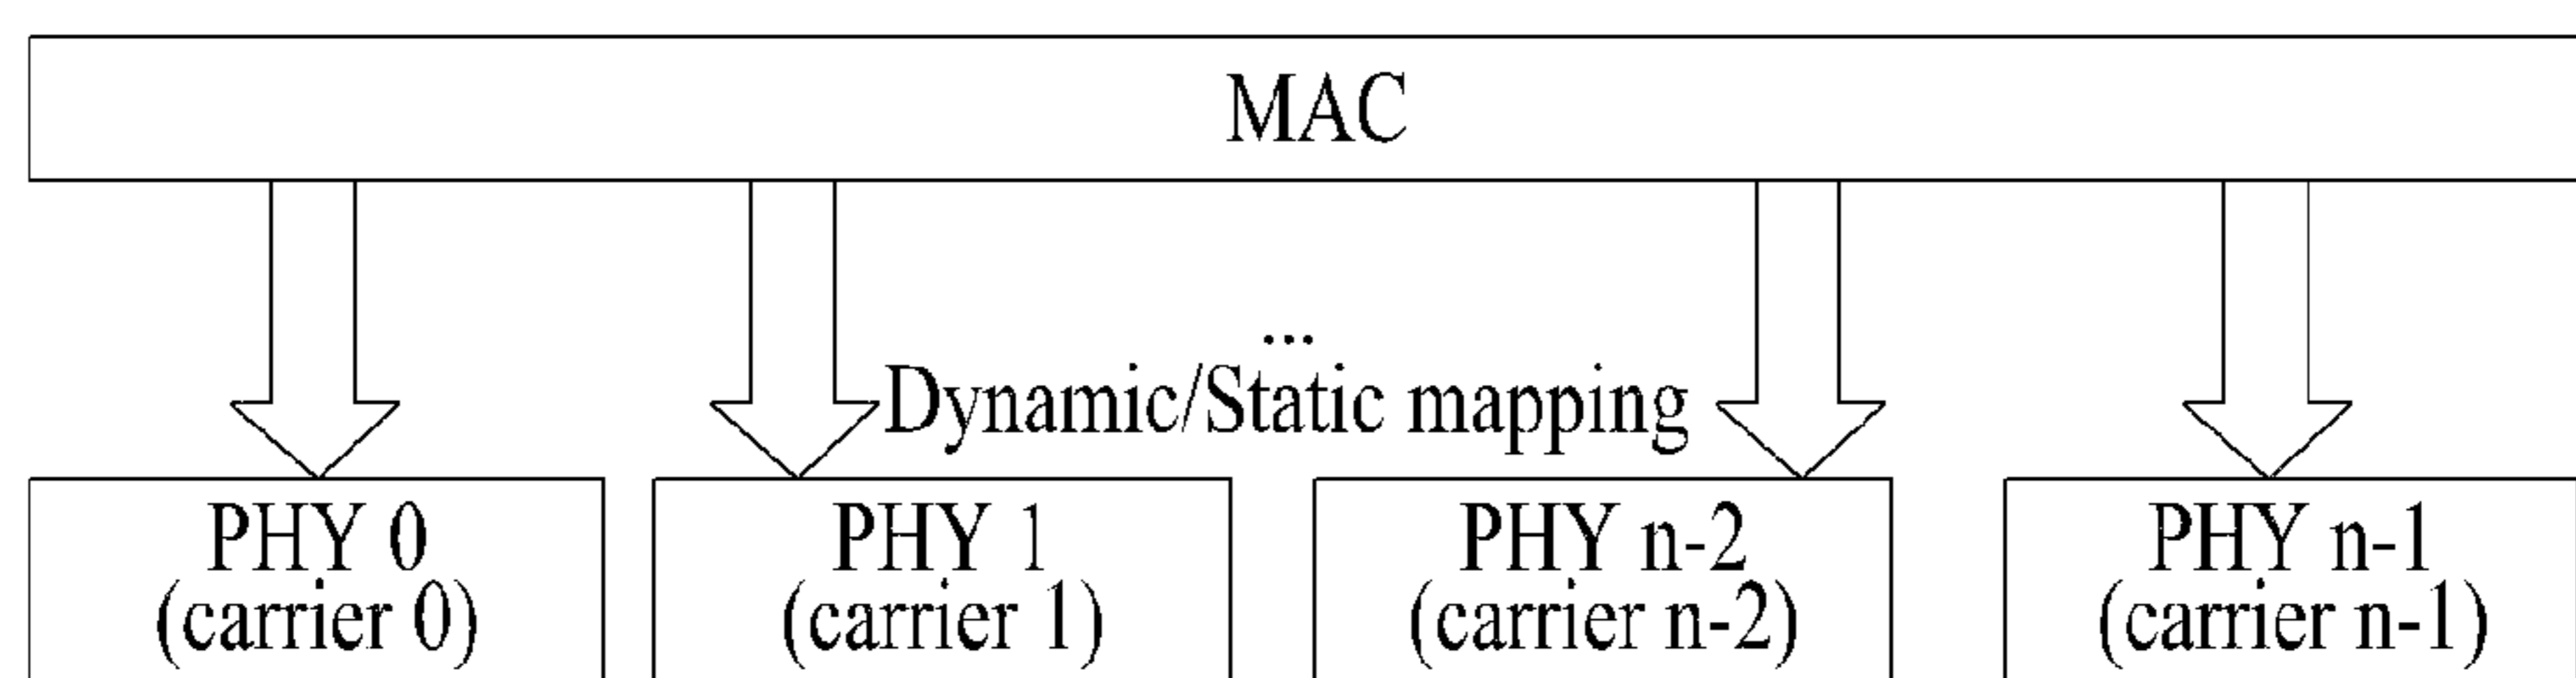 MAC
...
Dynamic/Static mapping
PHY 0
(carrier 0)
PHY 1
(carrier 1)
PHY n-2
(carrier n-2)
PHY n-1
(carrier n-1)